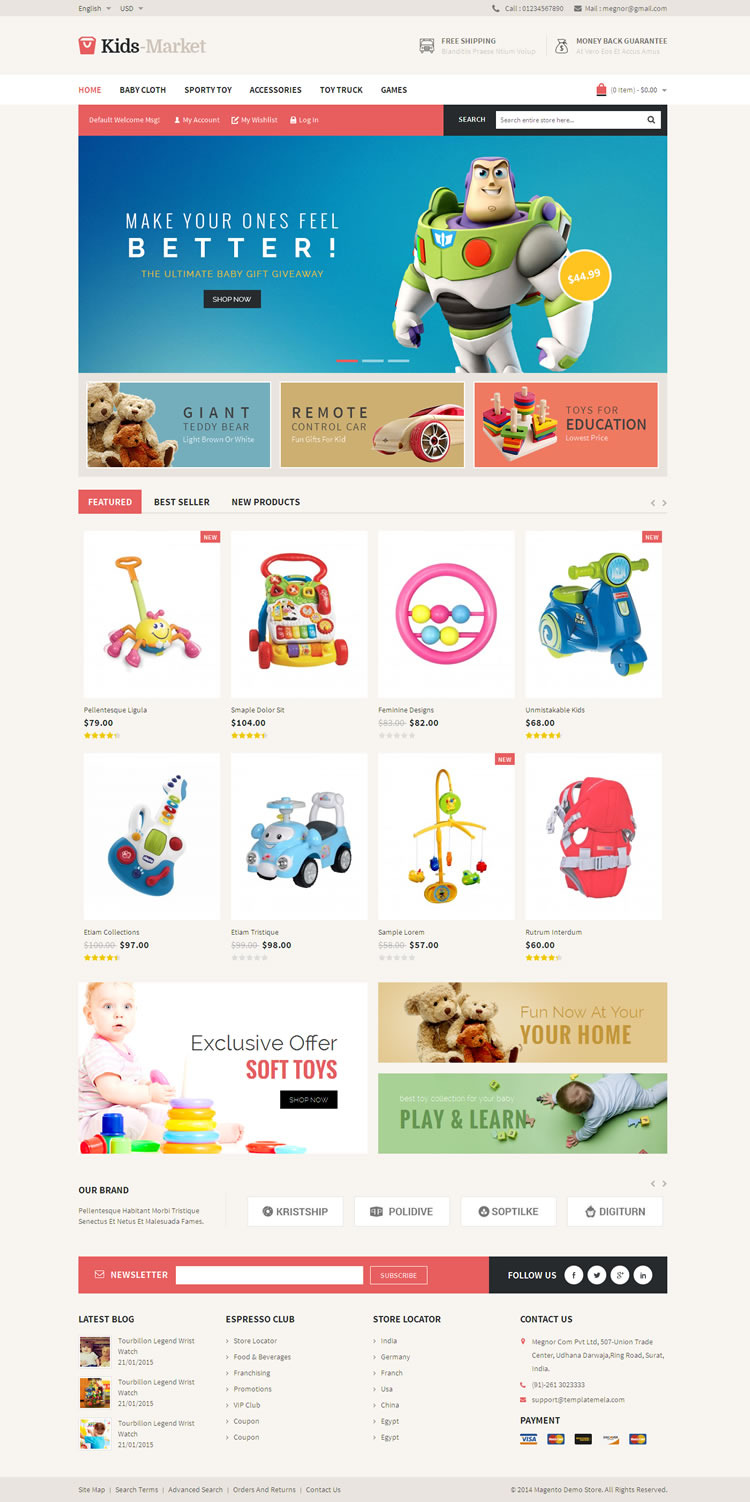 English USD Call : 01234567890 Mail : megnor@gmail.com
Kids-Market
FREE SHIPPING
Blanditiis Praese Ntium Volupt
MONEY BACK GUARANTEE
At Vero Eos Et Accus Amus
HOME BABY CLOTH SPORTY TOY ACCESSORIES TOY TRUCK GAMES (0 Item) - $0.00
Default Welcome Msg! My Account My Wishlist Log In SEARCH Search entire store here...
MAKE YOUR ONES FEEL
BETTER!
THE ULTIMATE BABY GIFT GIVEAWAY
SHOP NOW
$44.99
GIANT
TEDDY BEAR
Light Brown Or White
REMOTE
CONTROL CAR
Fun Gifts For Kid
TOYS FOR
EDUCATION
Lowest Price
FEATURED BEST SELLER NEW PRODUCTS
NEW
NEW
Pellentesque Ligula
$79.00
Smaple Dolor Sit
$104.00
Feminine Designs
$83.00 $82.00
Unmistakable Kids
$68.00
NEW
Chicco
Etiam Collections
$100.00 $97.00
Etiam Tristique
$99.00 $98.00
Sample Lorem
$58.00 $57.00
Rutrum Interdum
$60.00
Exclusive Offer
SOFT TOYS
SHOP NOW
Fun Now At Your
YOUR HOME
best toy collection for your baby
PLAY & LEARN
OUR BRAND
Pellentesque Habitant Morbi Tristique
Senectus Et Netus Et Malesuada Fames.
KRISTSHIP POLIDIVE SOPTILKE DIGITURN
NEWSLETTER SUBSCRIBE FOLLOW US
LATEST BLOG
Tourbillon Legend Wrist
Watch
21/01/2015
Tourbillon Legend Wrist
Watch
21/01/2015
Tourbillon Legend Wrist
Watch
21/01/2015
ESPRESSO CLUB
Store Locator
Food & Beverages
Franchising
Promotions
VIP Club
Coupon
Coupon
STORE LOCATOR
India
Germany
Franch
Usa
China
Egypt
Egypt
CONTACT US
Megnor Com Pvt Ltd, 507-Union Trade
Center, Udhana Darwaja,Ring Road, Surat,
India.
(91)-261 3023333
support@templatemela.com
PAYMENT
VISA
Site Map | Search Terms | Advanced Search | Orders And Returns | Contact Us
© 2014 Magento Demo Store. All Rights Reserved.